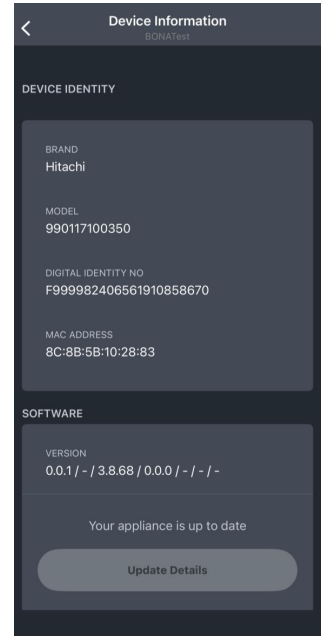 Device Information
BONATest
DEVICE IDENTITY
BRAND
Hitachi
MODEL
990117100350
DIGITAL IDENTITY NO
F999982406561910858670
MAC ADDRESS
8C:8B:5B:10:28:83
SOFTWARE
VERSION
0.0.1 / - / 3.8.68 / 0.0.0 / - / - / -
Your appliance is up to date
Update Details